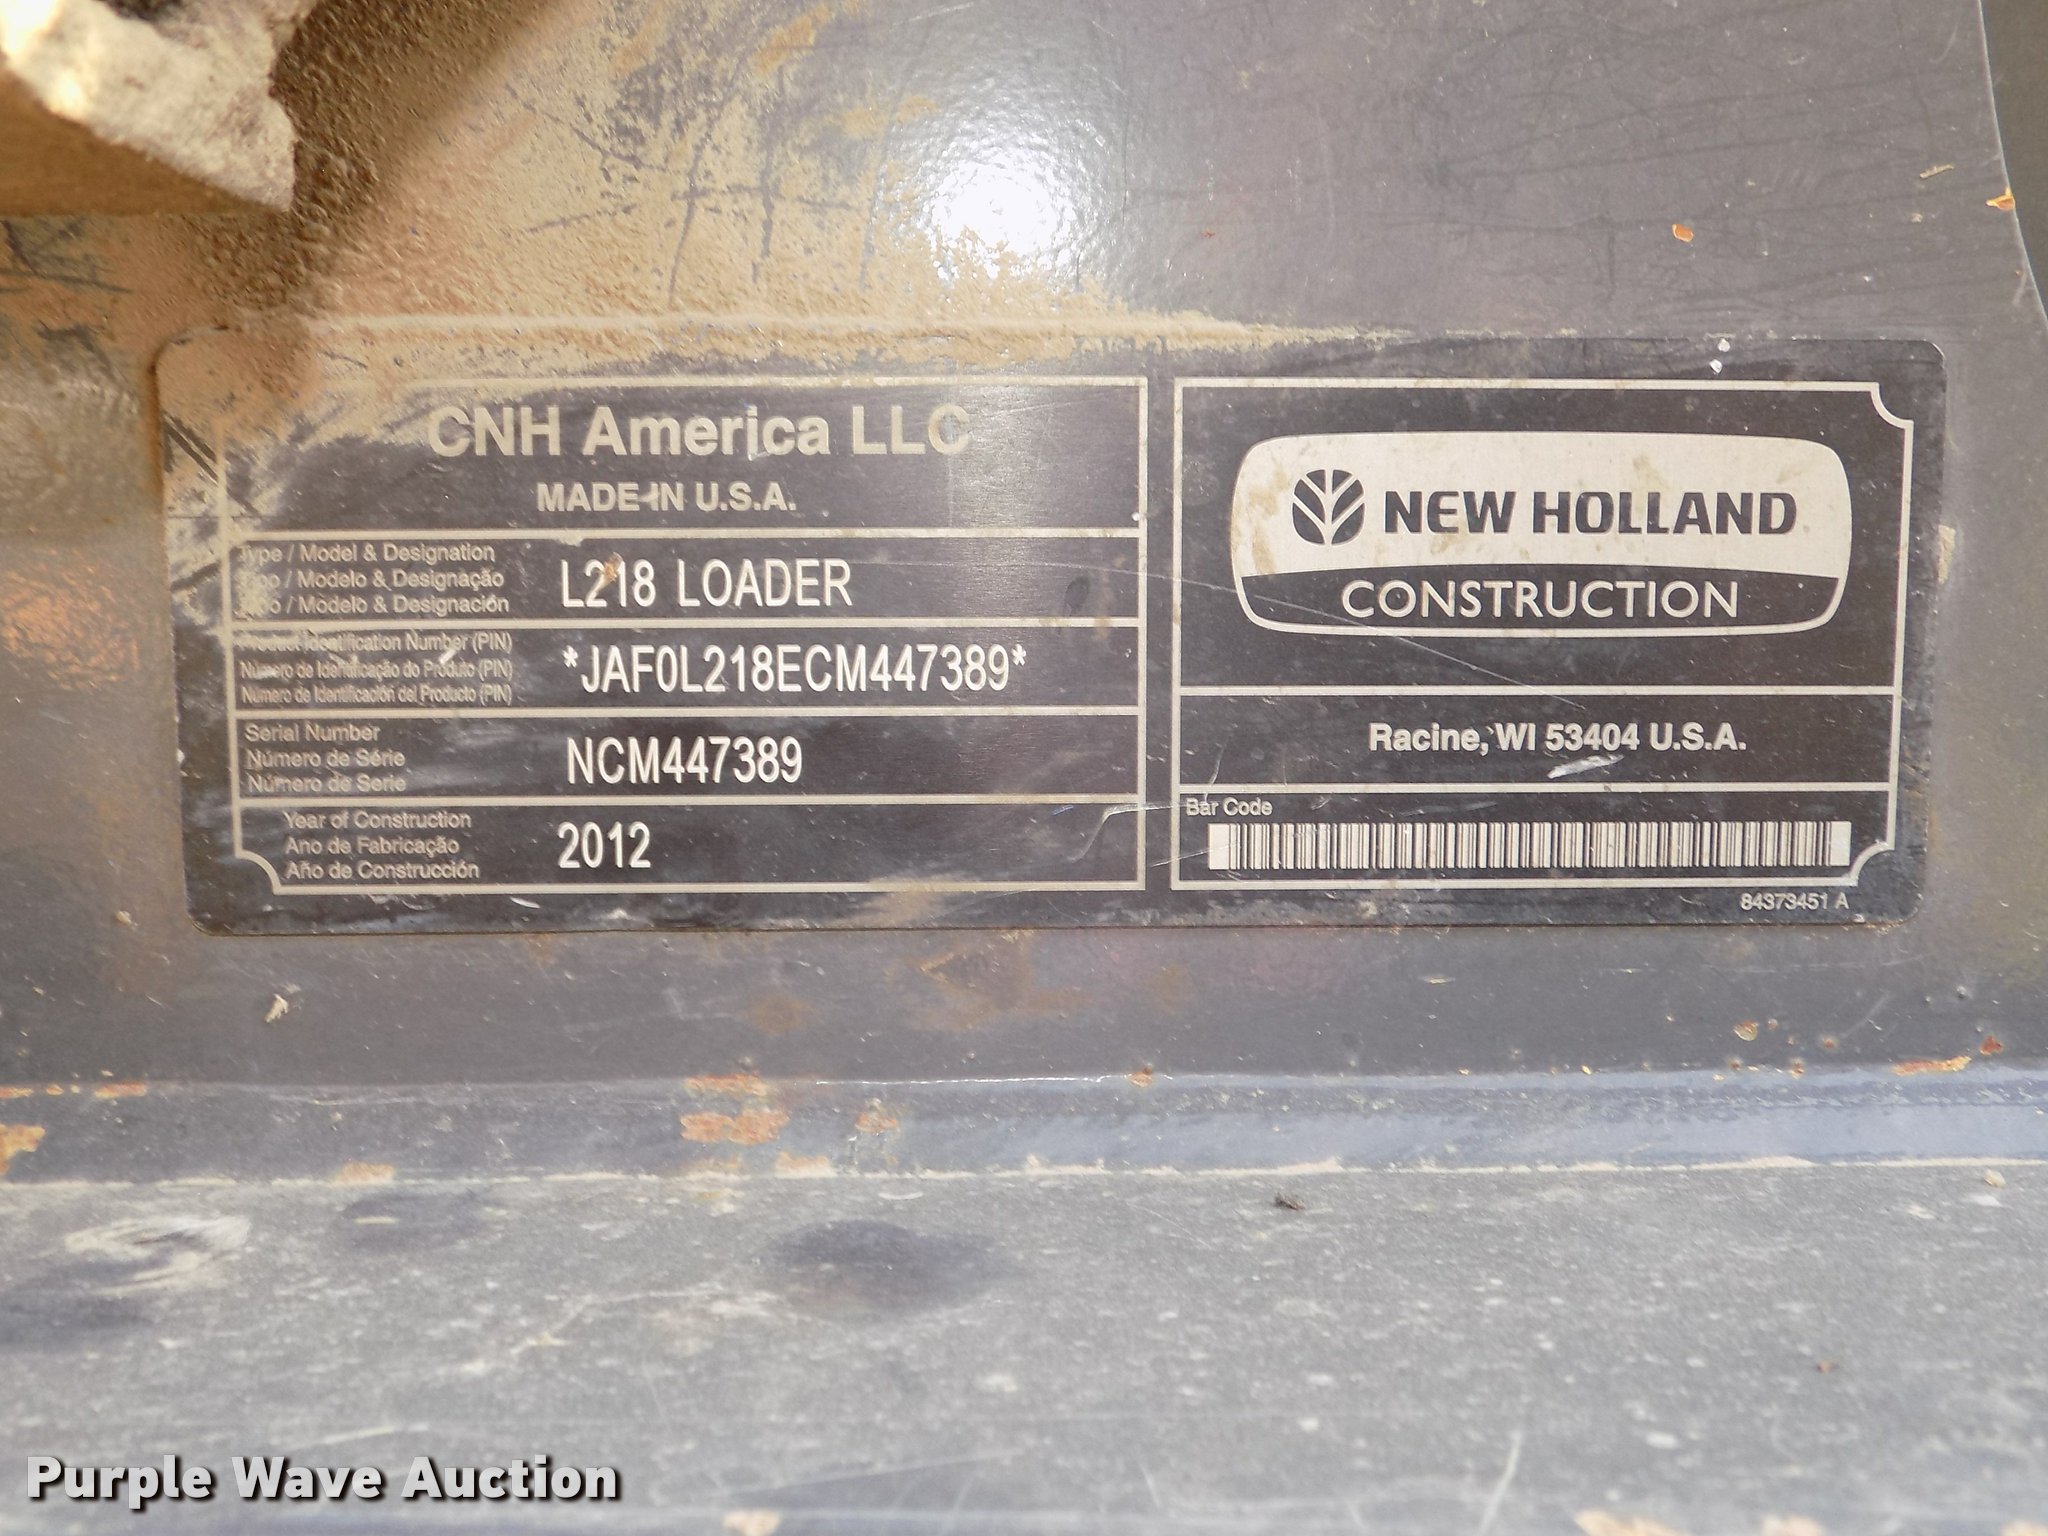 CNH America LLC
MADE IN U.S.A.
Type / Model & Designation
Tipo / Modelo & Designação
Tipo / Modelo & Designación
L218 LOADER
Product Identification Number (PIN)
Número de Identificação do Produto (PIN)
Número de Identificación del Producto (PIN)
*JAF0L218ECM447389*
Serial Number
Número de Série
Número de Serie
NCM447389
Year of Construction
Ano de Fabricação
Año de Construcción
2012
NEW HOLLAND
CONSTRUCTION
Racine, WI 53404 U.S.A.
Bar Code
84373451 A
Purple Wave Auction